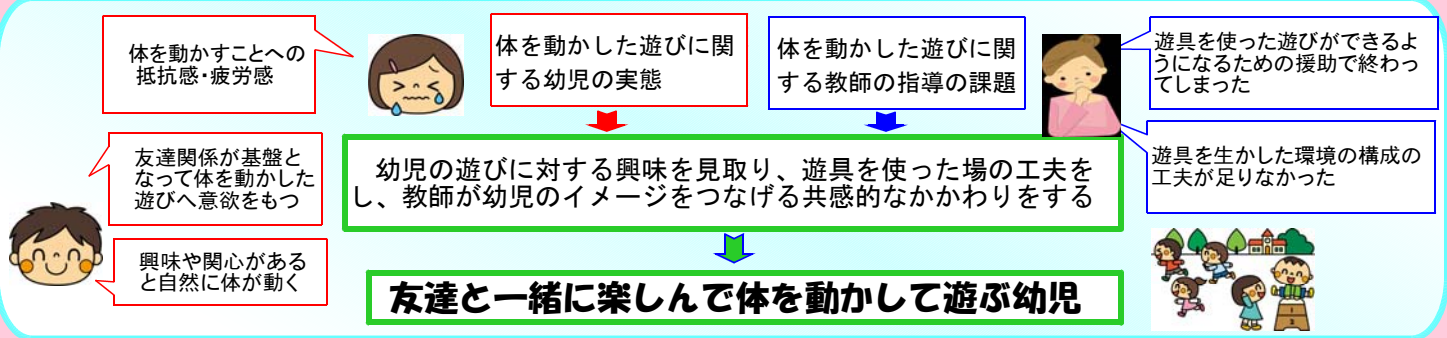 体を動かすことへの
抵抗感・疲労感
体を動かした遊びに関
する幼児の実態
体を動かした遊びに関
する教師の指導の課題
遊具を使った遊びができるよ
うになるための援助で終わっ
てしまった
友達関係が基盤と
なって体を動かした
遊びへ意欲をもつ
幼児の遊びに対する興味を見取り、遊具を使った場の工夫を
し、教師が幼児のイメージをつなげる共感的なかかわりをする
遊具を生かした環境の構成の
工夫が足りなかった
興味や関心がある
と自然に体が動く
友達と一緒に楽しんで体を動かして遊ぶ幼児